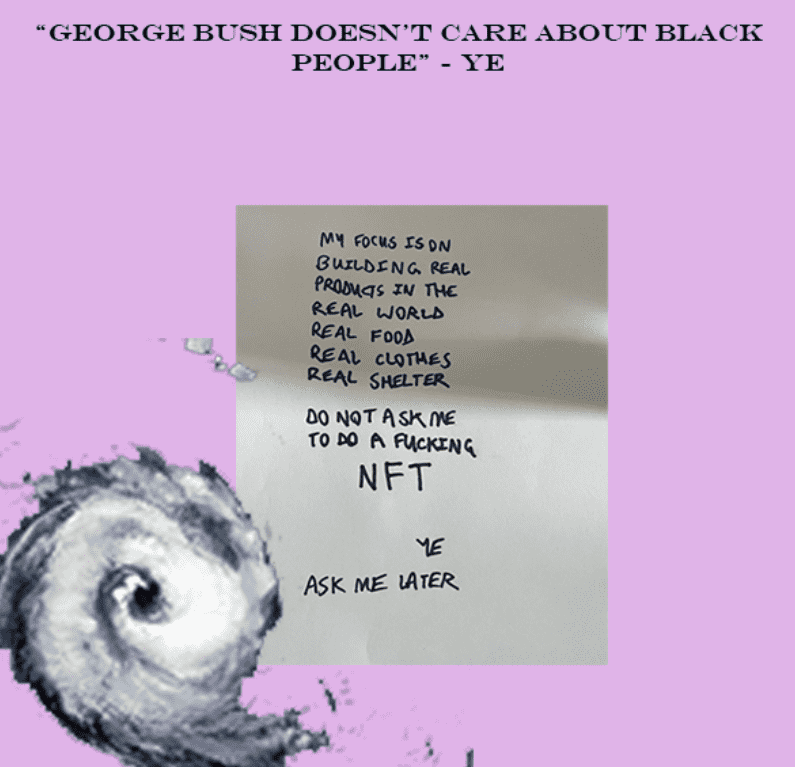 “GEORGE BUSH DOESN’T CARE ABOUT BLACK
PEOPLE” - YE
MY FOCUS IS ON
BUILDING REAL
PRODUCTS IN THE
REAL WORLD
REAL FOOD
REAL CLOTHES
REAL SHELTER
DO NOT ASK ME
TO DO A FUCKING
NFT
YE
ASK ME LATER